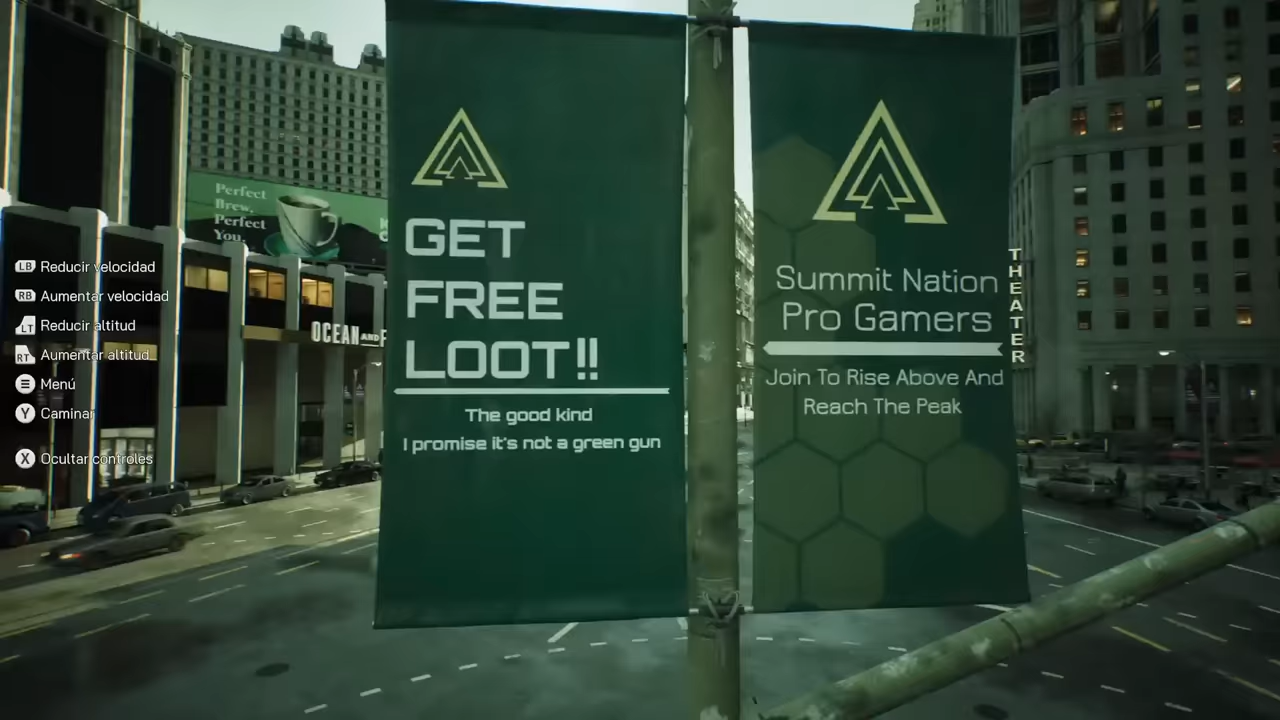 Perfect
Brew,
Perfect
You.
OCEAN AND
LB Reducir velocidad
RB Aumentar velocidad
LT Reducir altitud
RT Aumentar altitud
Menú
Y Caminar
X Ocultar controles
GET
FREE
LOOT!!
The good kind
I promise it's not a green gun
Summit Nation
Pro Gamers
Join To Rise Above And
Reach The Peak
THEATER